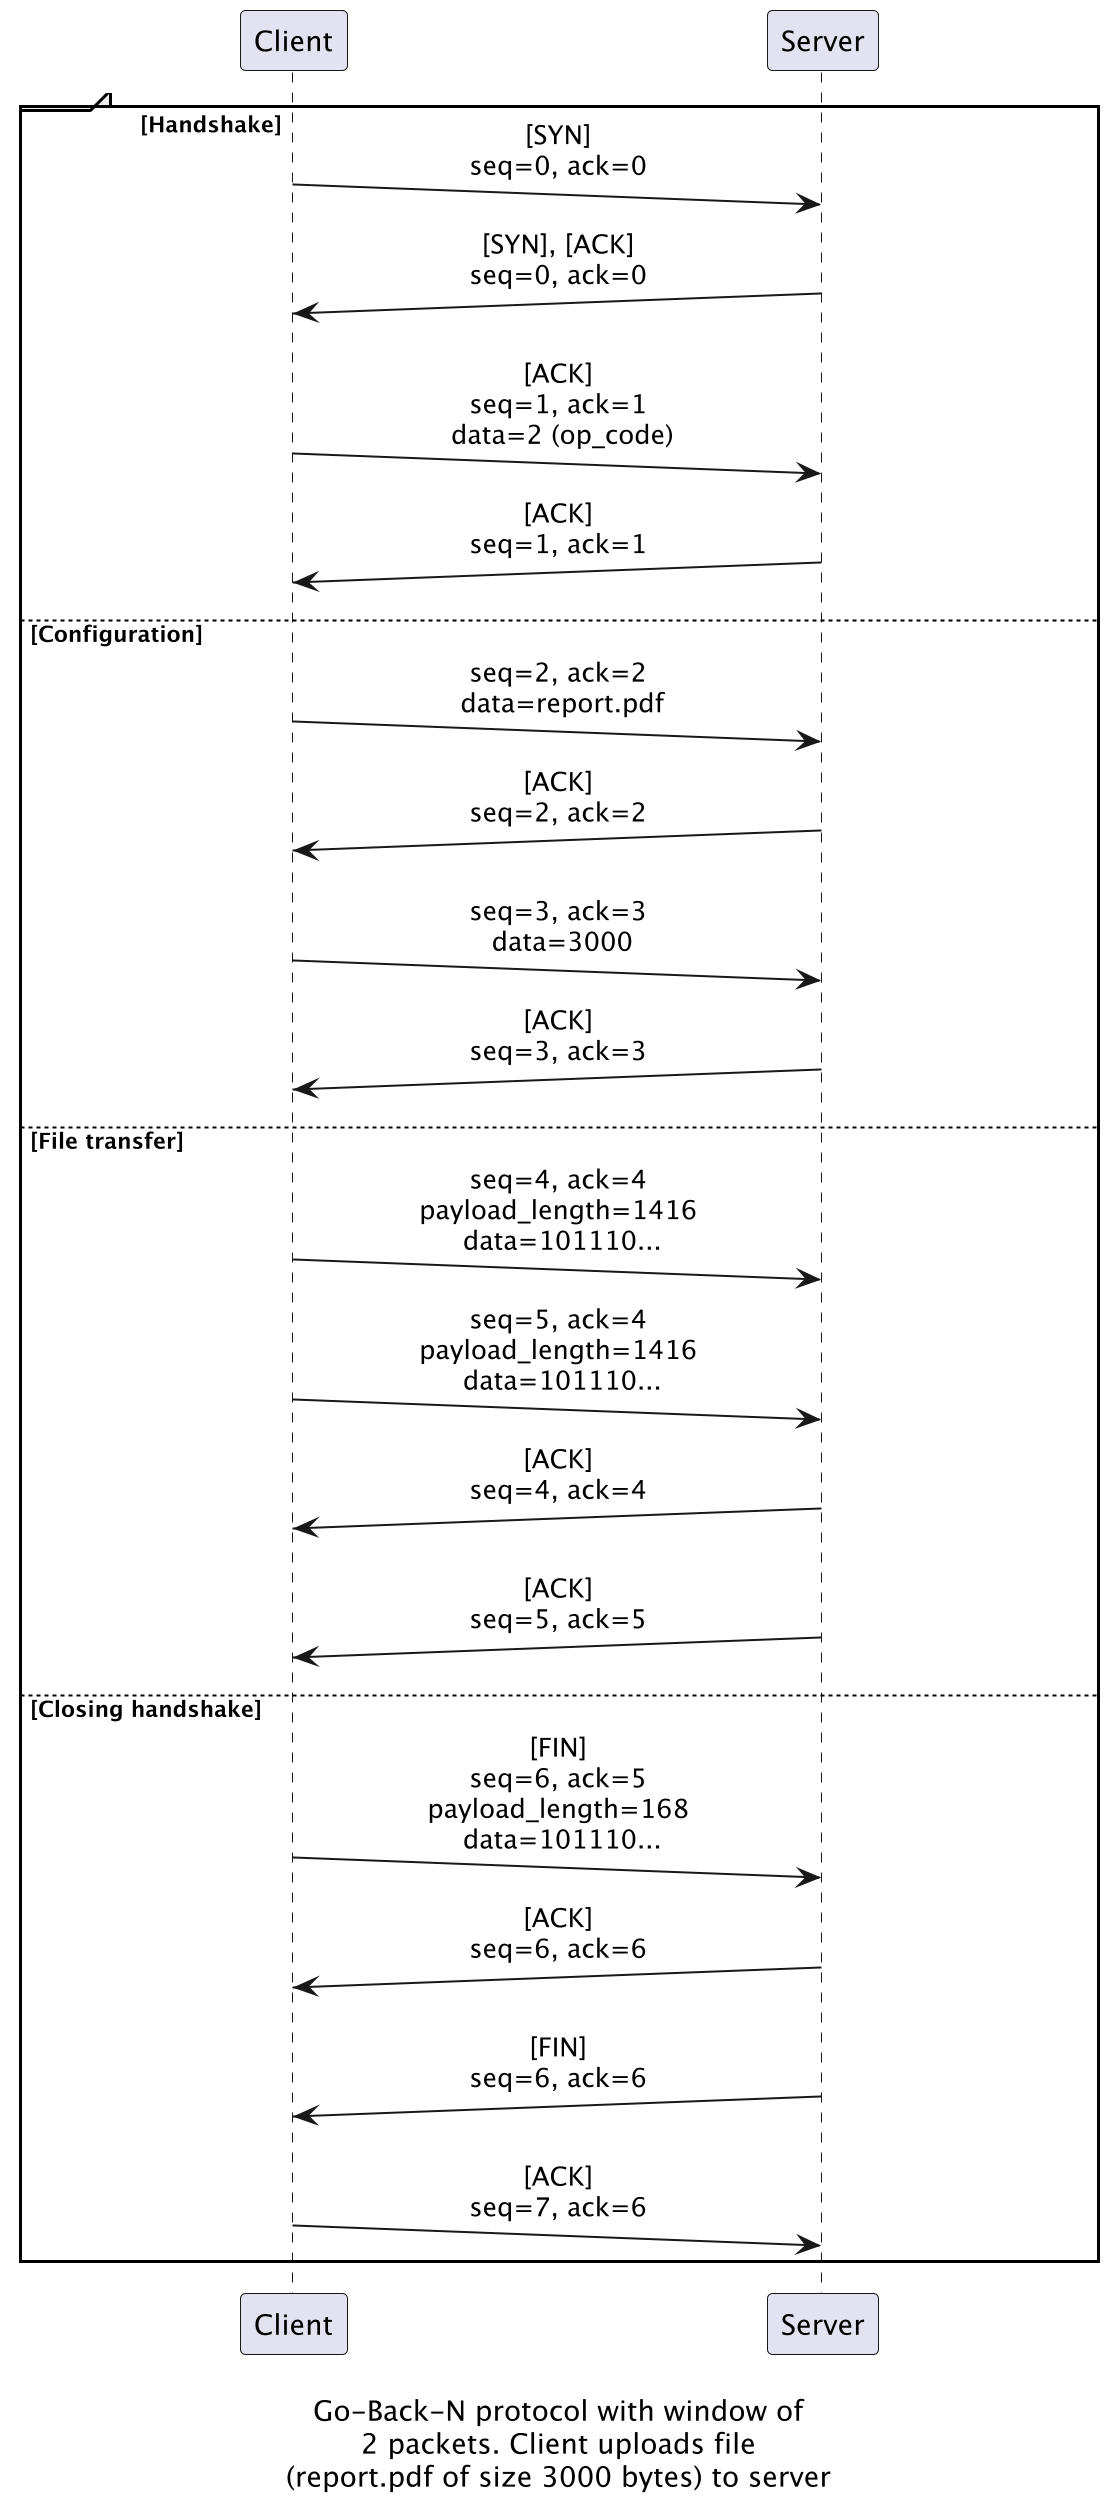 Client
Server
[Handshake]
[SYN]
seq=0, ack=0
[SYN], [ACK]
seq=0, ack=0
[ACK]
seq=1, ack=1
data=2 (op_code)
[ACK]
seq=1, ack=1
[Configuration]
seq=2, ack=2
data=report.pdf
[ACK]
seq=2, ack=2
seq=3, ack=3
data=3000
[ACK]
seq=3, ack=3
[File transfer]
seq=4, ack=4
payload_length=1416
data=101110...
seq=5, ack=4
payload_length=1416
data=101110...
[ACK]
seq=4, ack=4
[ACK]
seq=5, ack=5
[Closing handshake]
[FIN]
seq=6, ack=5
payload_length=168
data=101110...
[ACK]
seq=6, ack=6
[FIN]
seq=6, ack=6
[ACK]
seq=7, ack=6
Client
Server
Go-Back-N protocol with window of
2 packets. Client uploads file
(report.pdf of size 3000 bytes) to server